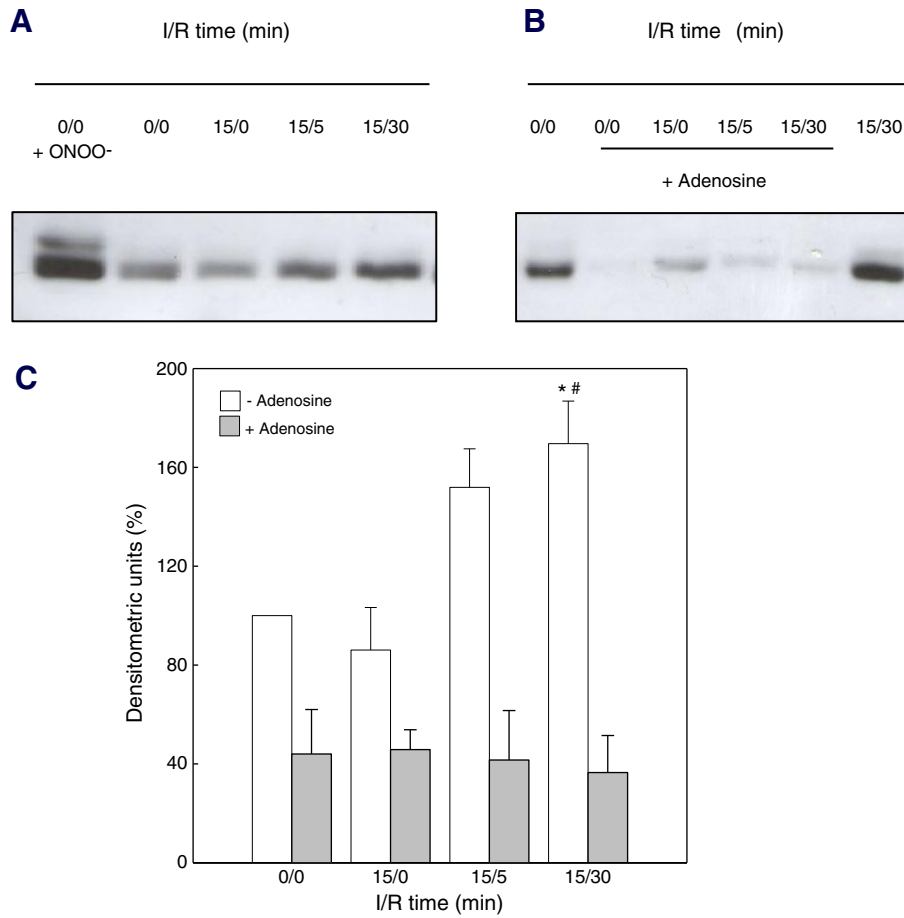 A
I/R time (min)
0/0 0/0 15/0 15/5 15/30
+ ONOO-
B
I/R time (min)
0/0 0/0 15/0 15/5 15/30 15/30
+ Adenosine
C
200
160
120
80
40
0
Densitometric units (%)
- Adenosine
+ Adenosine
* #
0/0 15/0 15/5 15/30
I/R time (min)